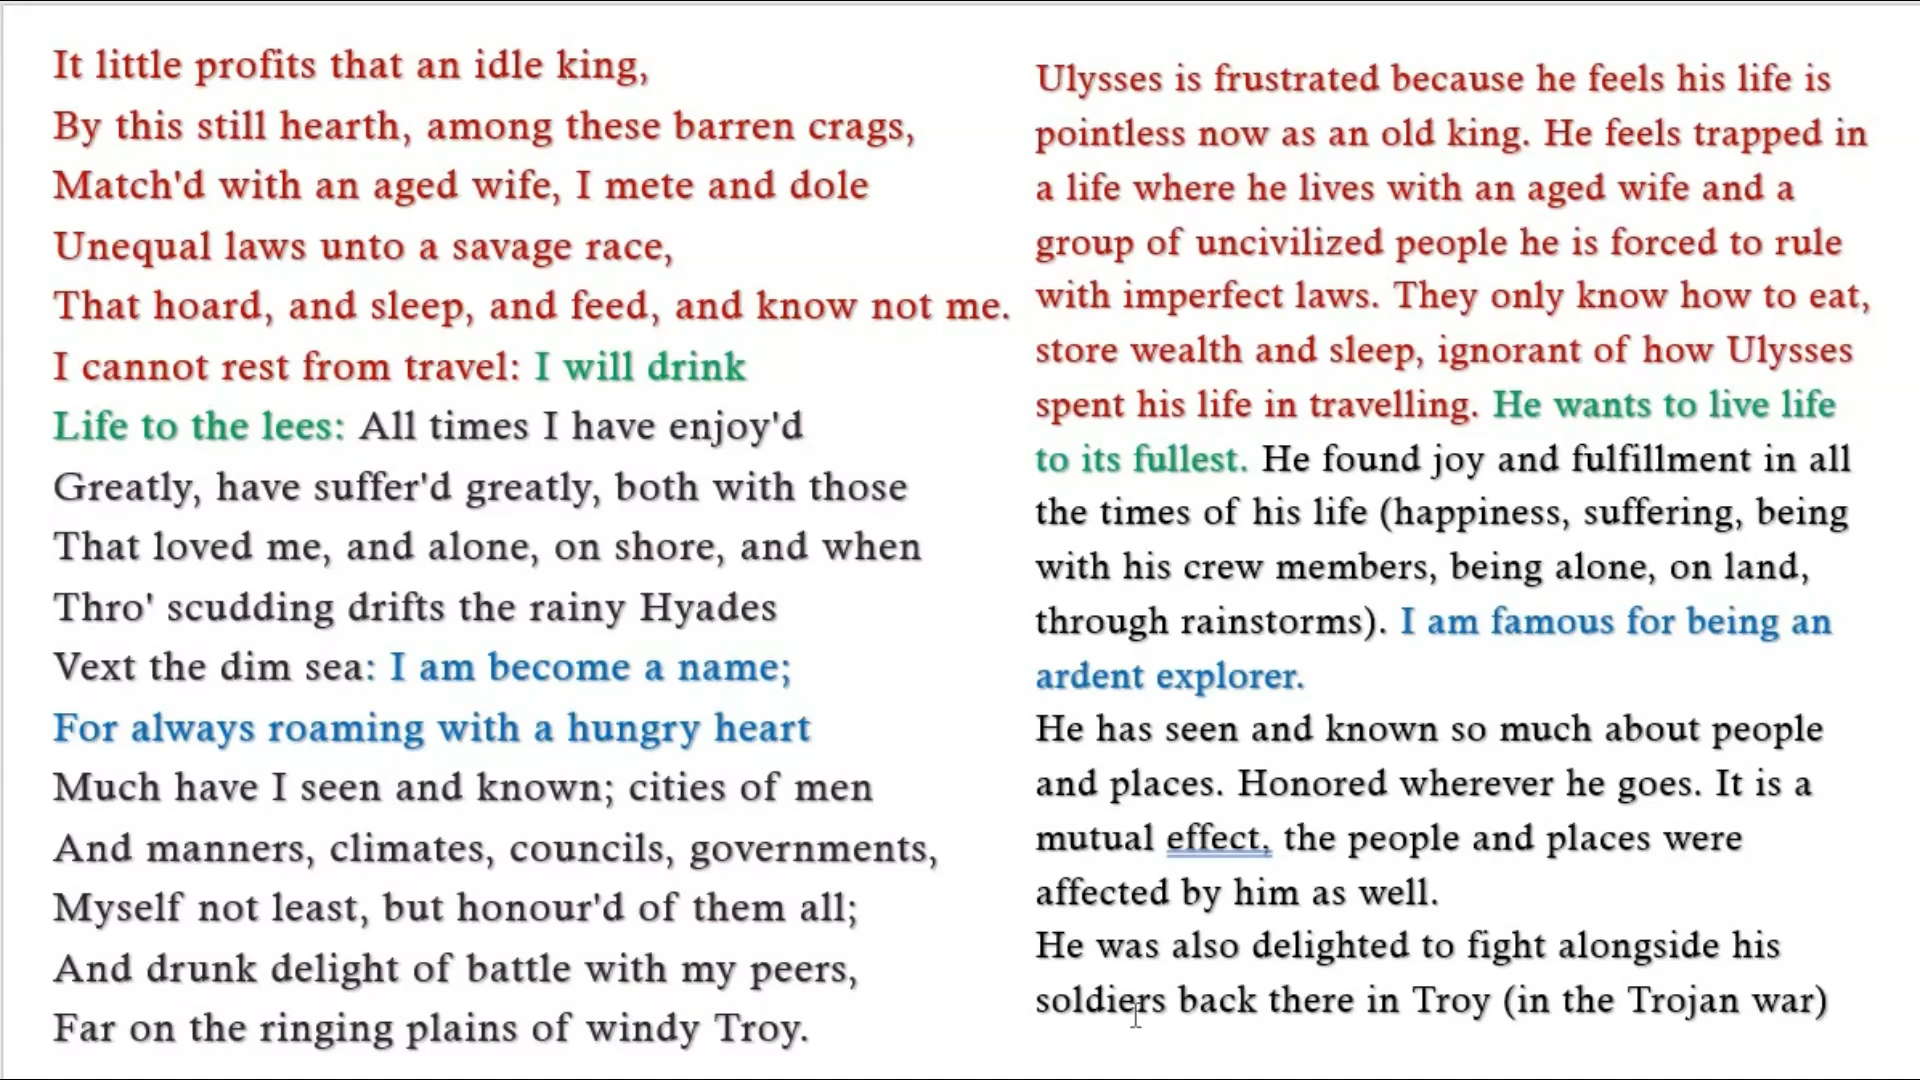 It little profits that an idle king,
By this still hearth, among these barren crags,
Match'd with an aged wife, I mete and dole
Unequal laws unto a savage race,
That hoard, and sleep, and feed, and know not me.
I cannot rest from travel: I will drink
Life to the lees: All times I have enjoy'd
Greatly, have suffer'd greatly, both with those
That loved me, and alone, on shore, and when
Thro' scudding drifts the rainy Hyades
Vext the dim sea: I am become a name;
For always roaming with a hungry heart
Much have I seen and known; cities of men
And manners, climates, councils, governments,
Myself not least, but honour'd of them all;
And drunk delight of battle with my peers,
Far on the ringing plains of windy Troy.
Ulysses is frustrated because he feels his life is
pointless now as an old king. He feels trapped in
a life where he lives with an aged wife and a
group of uncivilized people he is forced to rule
with imperfect laws. They only know how to eat,
store wealth and sleep, ignorant of how Ulysses
spent his life in travelling. He wants to live life
to its fullest. He found joy and fulfillment in all
the times of his life (happiness, suffering, being
with his crew members, being alone, on land,
through rainstorms). I am famous for being an
ardent explorer.
He has seen and known so much about people
and places. Honored wherever he goes. It is a
mutual effect, the people and places were
affected by him as well.
He was also delighted to fight alongside his
soldiers back there in Troy (in the Trojan war)